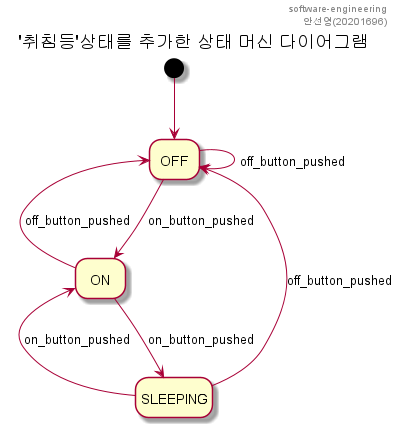 software-engineering
안선영(20201696)
'취침등'상태를 추가한 상태 머신 다이어그램
OFF
off_button_pushed
off_button_pushed
on_button_pushed
ON
off_button_pushed
on_button_pushed
on_button_pushed
SLEEPING